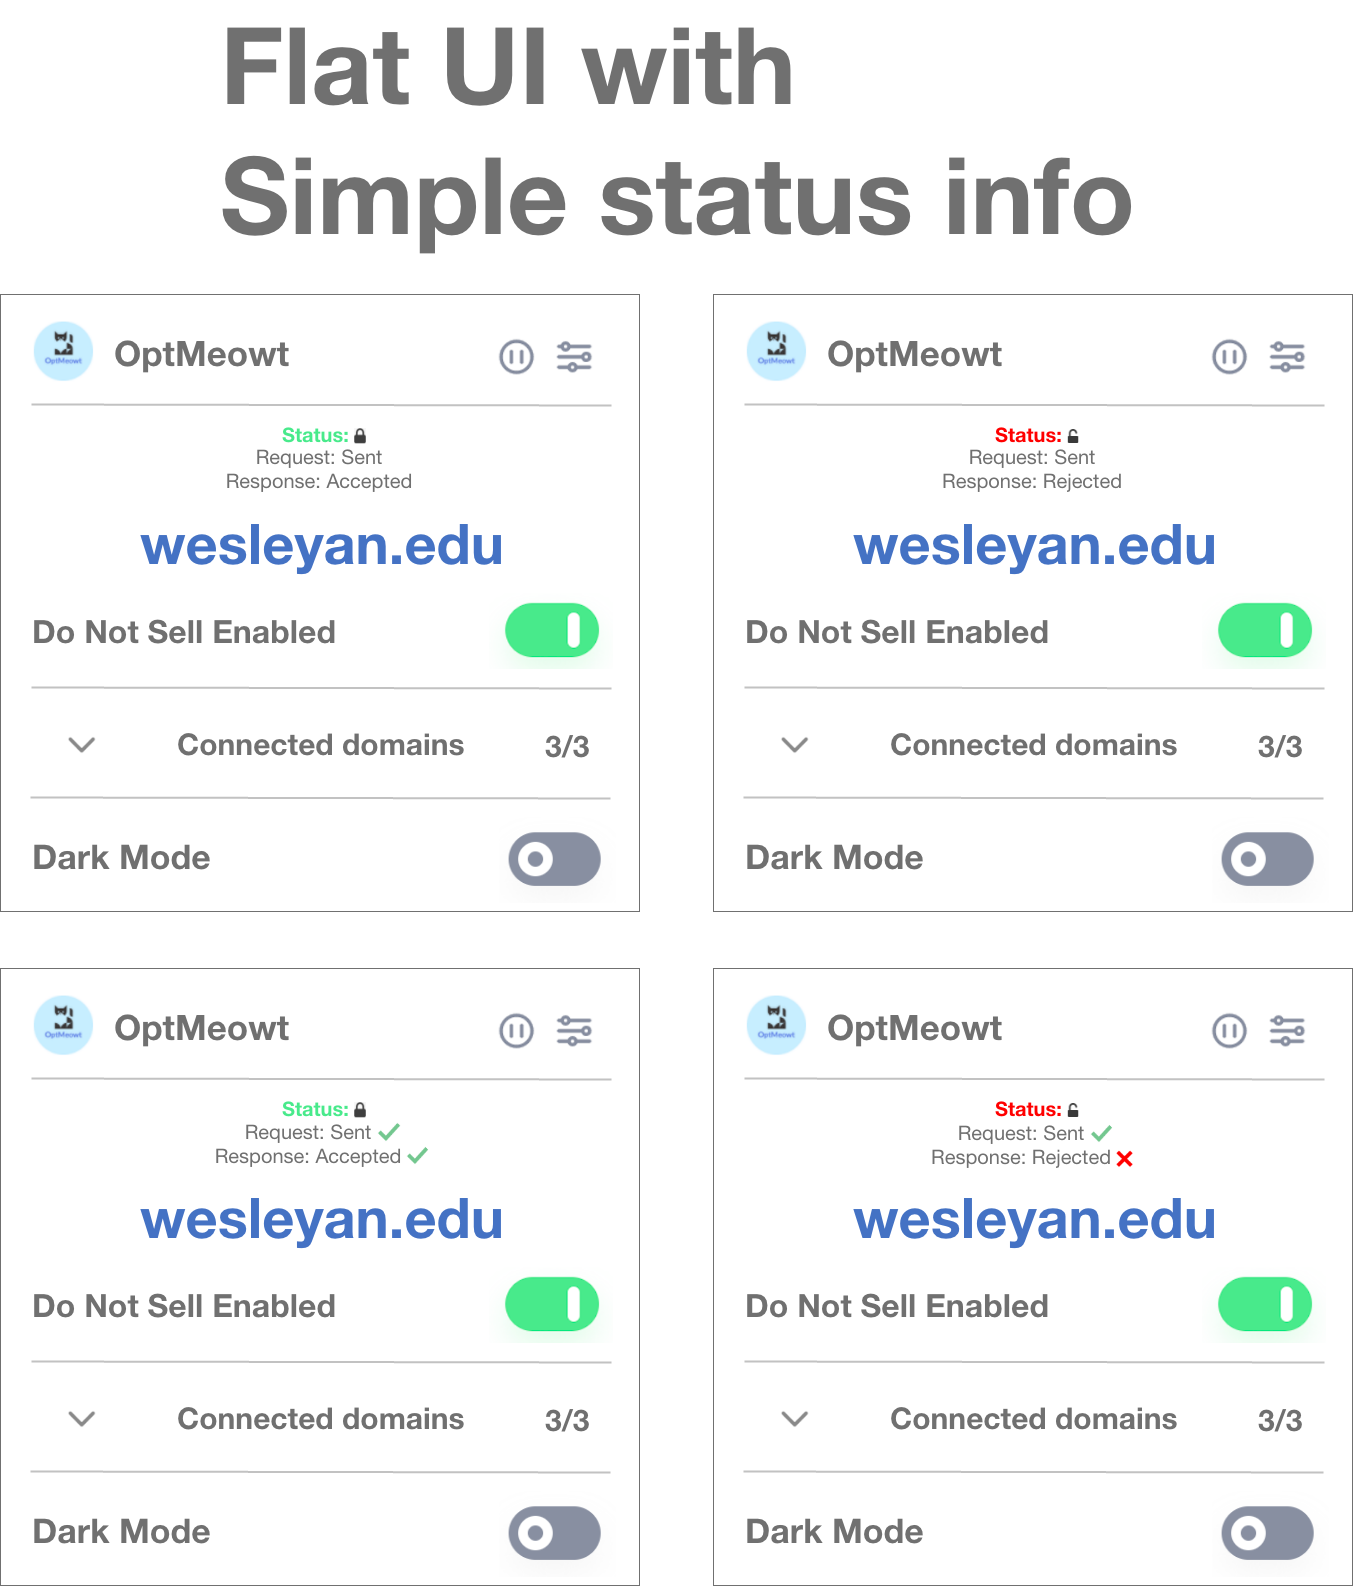 Flat UI with
Simple status info
OptMeowt
OptMeowt
Status:
Request: Sent
Response: Accepted
wesleyan.edu
Do Not Sell Enabled
Connected domains 3/3
Dark Mode
OptMeowt
OptMeowt
Status:
Request: Sent
Response: Rejected
wesleyan.edu
Do Not Sell Enabled
Connected domains 3/3
Dark Mode
OptMeowt
OptMeowt
Status:
Request: Sent
Response: Accepted
wesleyan.edu
Do Not Sell Enabled
Connected domains 3/3
Dark Mode
OptMeowt
OptMeowt
Status:
Request: Sent
Response: Rejected
wesleyan.edu
Do Not Sell Enabled
Connected domains 3/3
Dark Mode